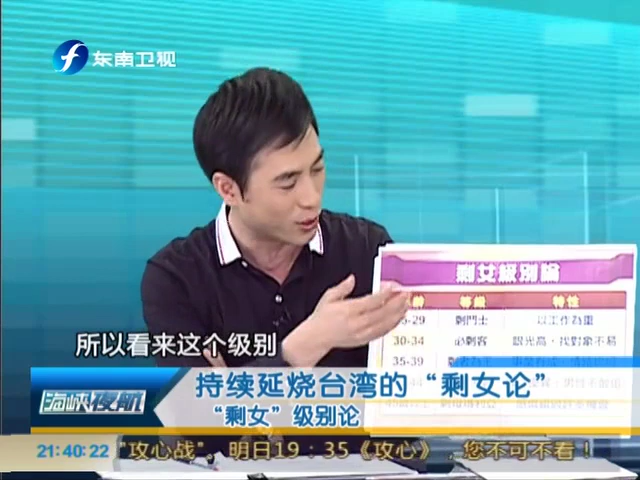 东南卫视
剩女級別論
等級 特性
-29 剩鬥士 以工作為重
30-34 必剩客 眼光高，找對象不易
35-39
所以看来这个级别
持续延烧台湾的“剩女论”
海峡夜航
“剩女”级别论
21:40:22 “攻心战”，明日19：35《攻心》，您不可不看！